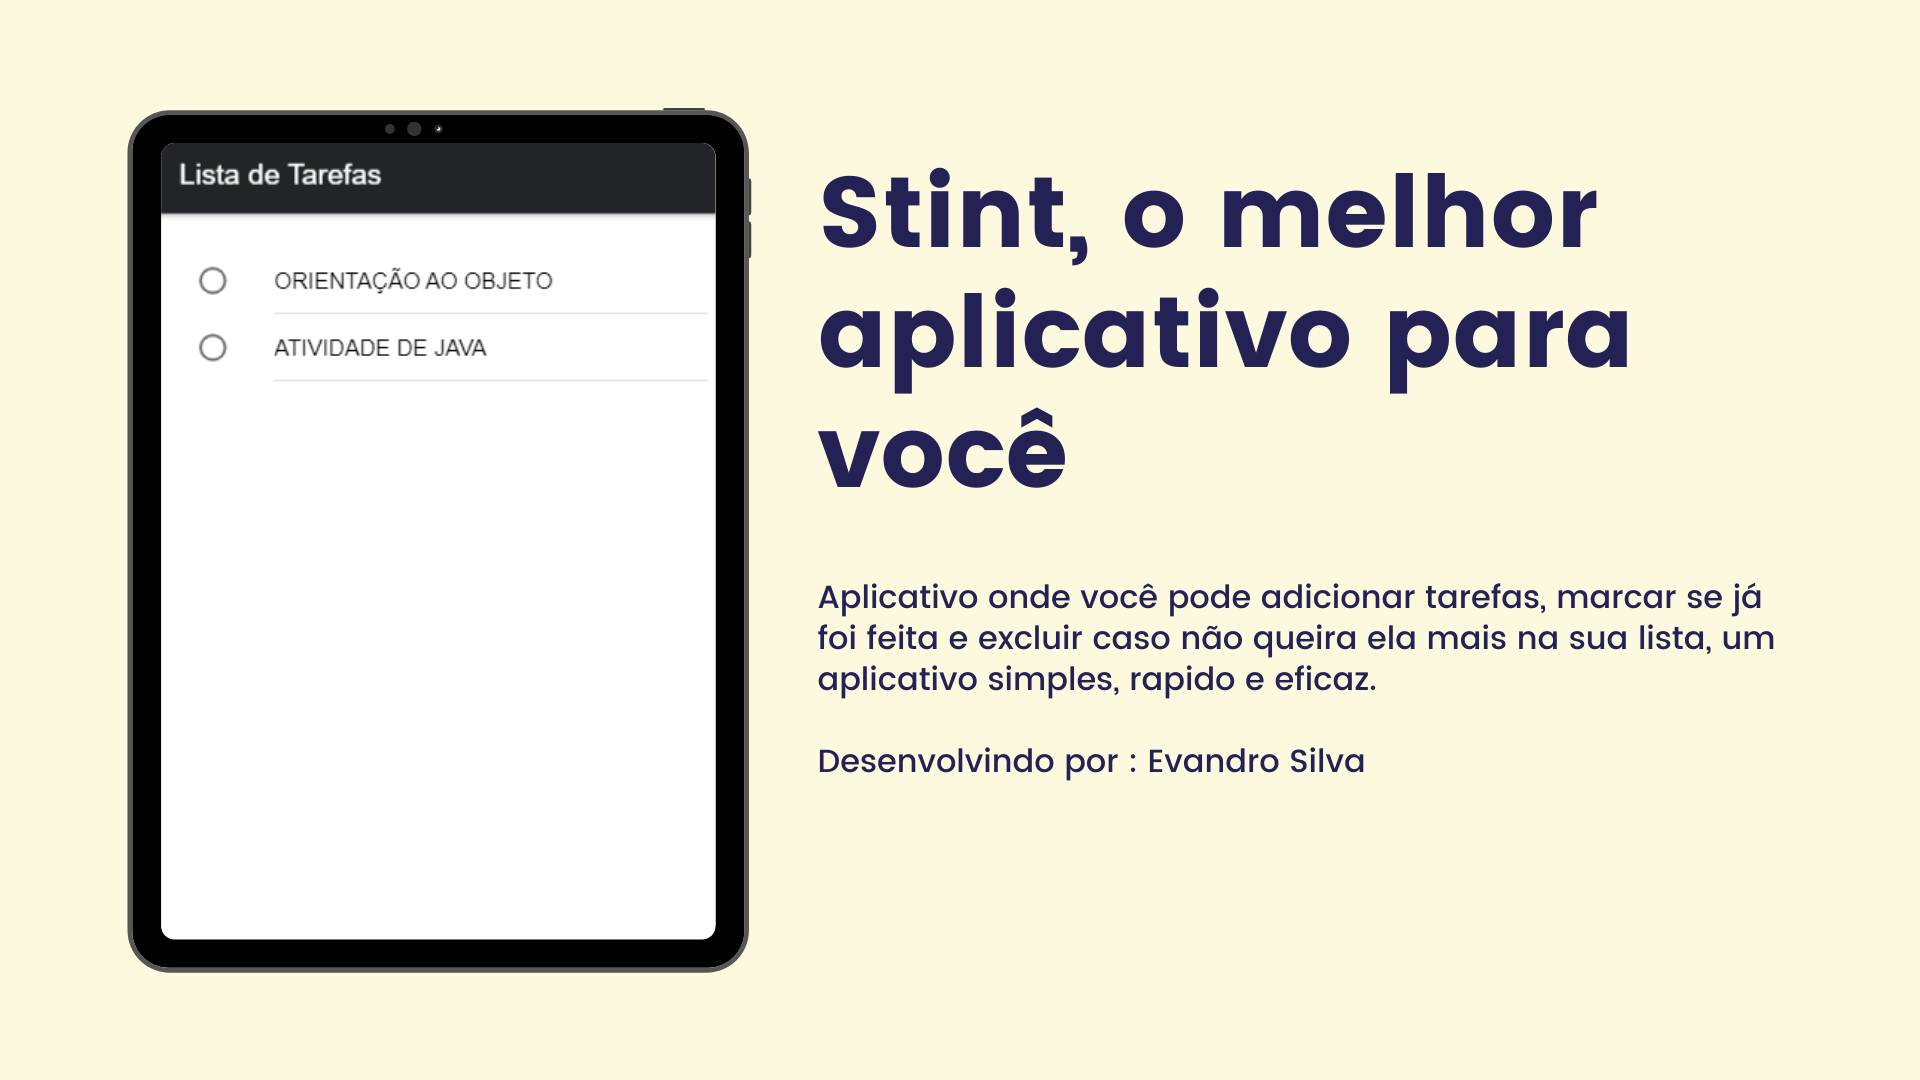 Lista de Tarefas
ORIENTAÇÃO AO OBJETO
ATIVIDADE DE JAVA
Stint, o melhor
aplicativo para
você
Aplicativo onde você pode adicionar tarefas, marcar se já
foi feita e excluir caso não queira ela mais na sua lista, um
aplicativo simples, rapido e eficaz.
Desenvolvindo por : Evandro Silva